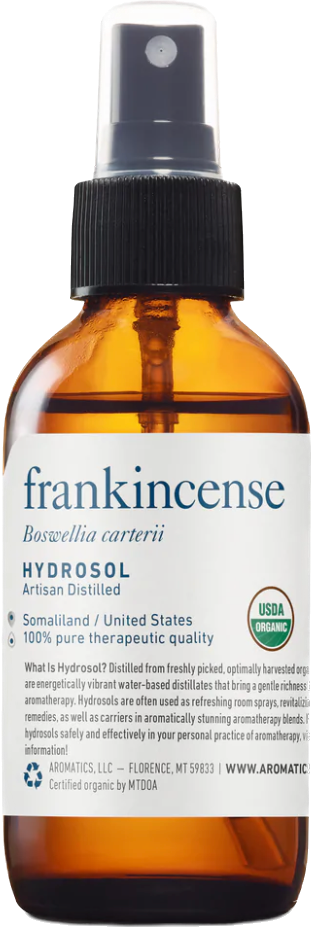 frankincense
Boswellia carterii
HYDROSOL
Artisan Distilled
Somaliland / United States
100% pure therapeutic quality
USDA
ORGANIC
What Is Hydrosol? Distilled from freshly picked, optimally harvested
are energetically vibrant water-based distillates that bring a gentle richness
aromatherapy. Hydrosols are often used as refreshing room sprays,
remedies, as well as carriers in aromatically stunning aromatherapy blends.
hydrosols safely and effectively in your personal practice of aromatherapy,
information!
AROMATICS, LLC — FLORENCE, MT 59833 | WWW.AROMATIC
Certified organic by MTDOA